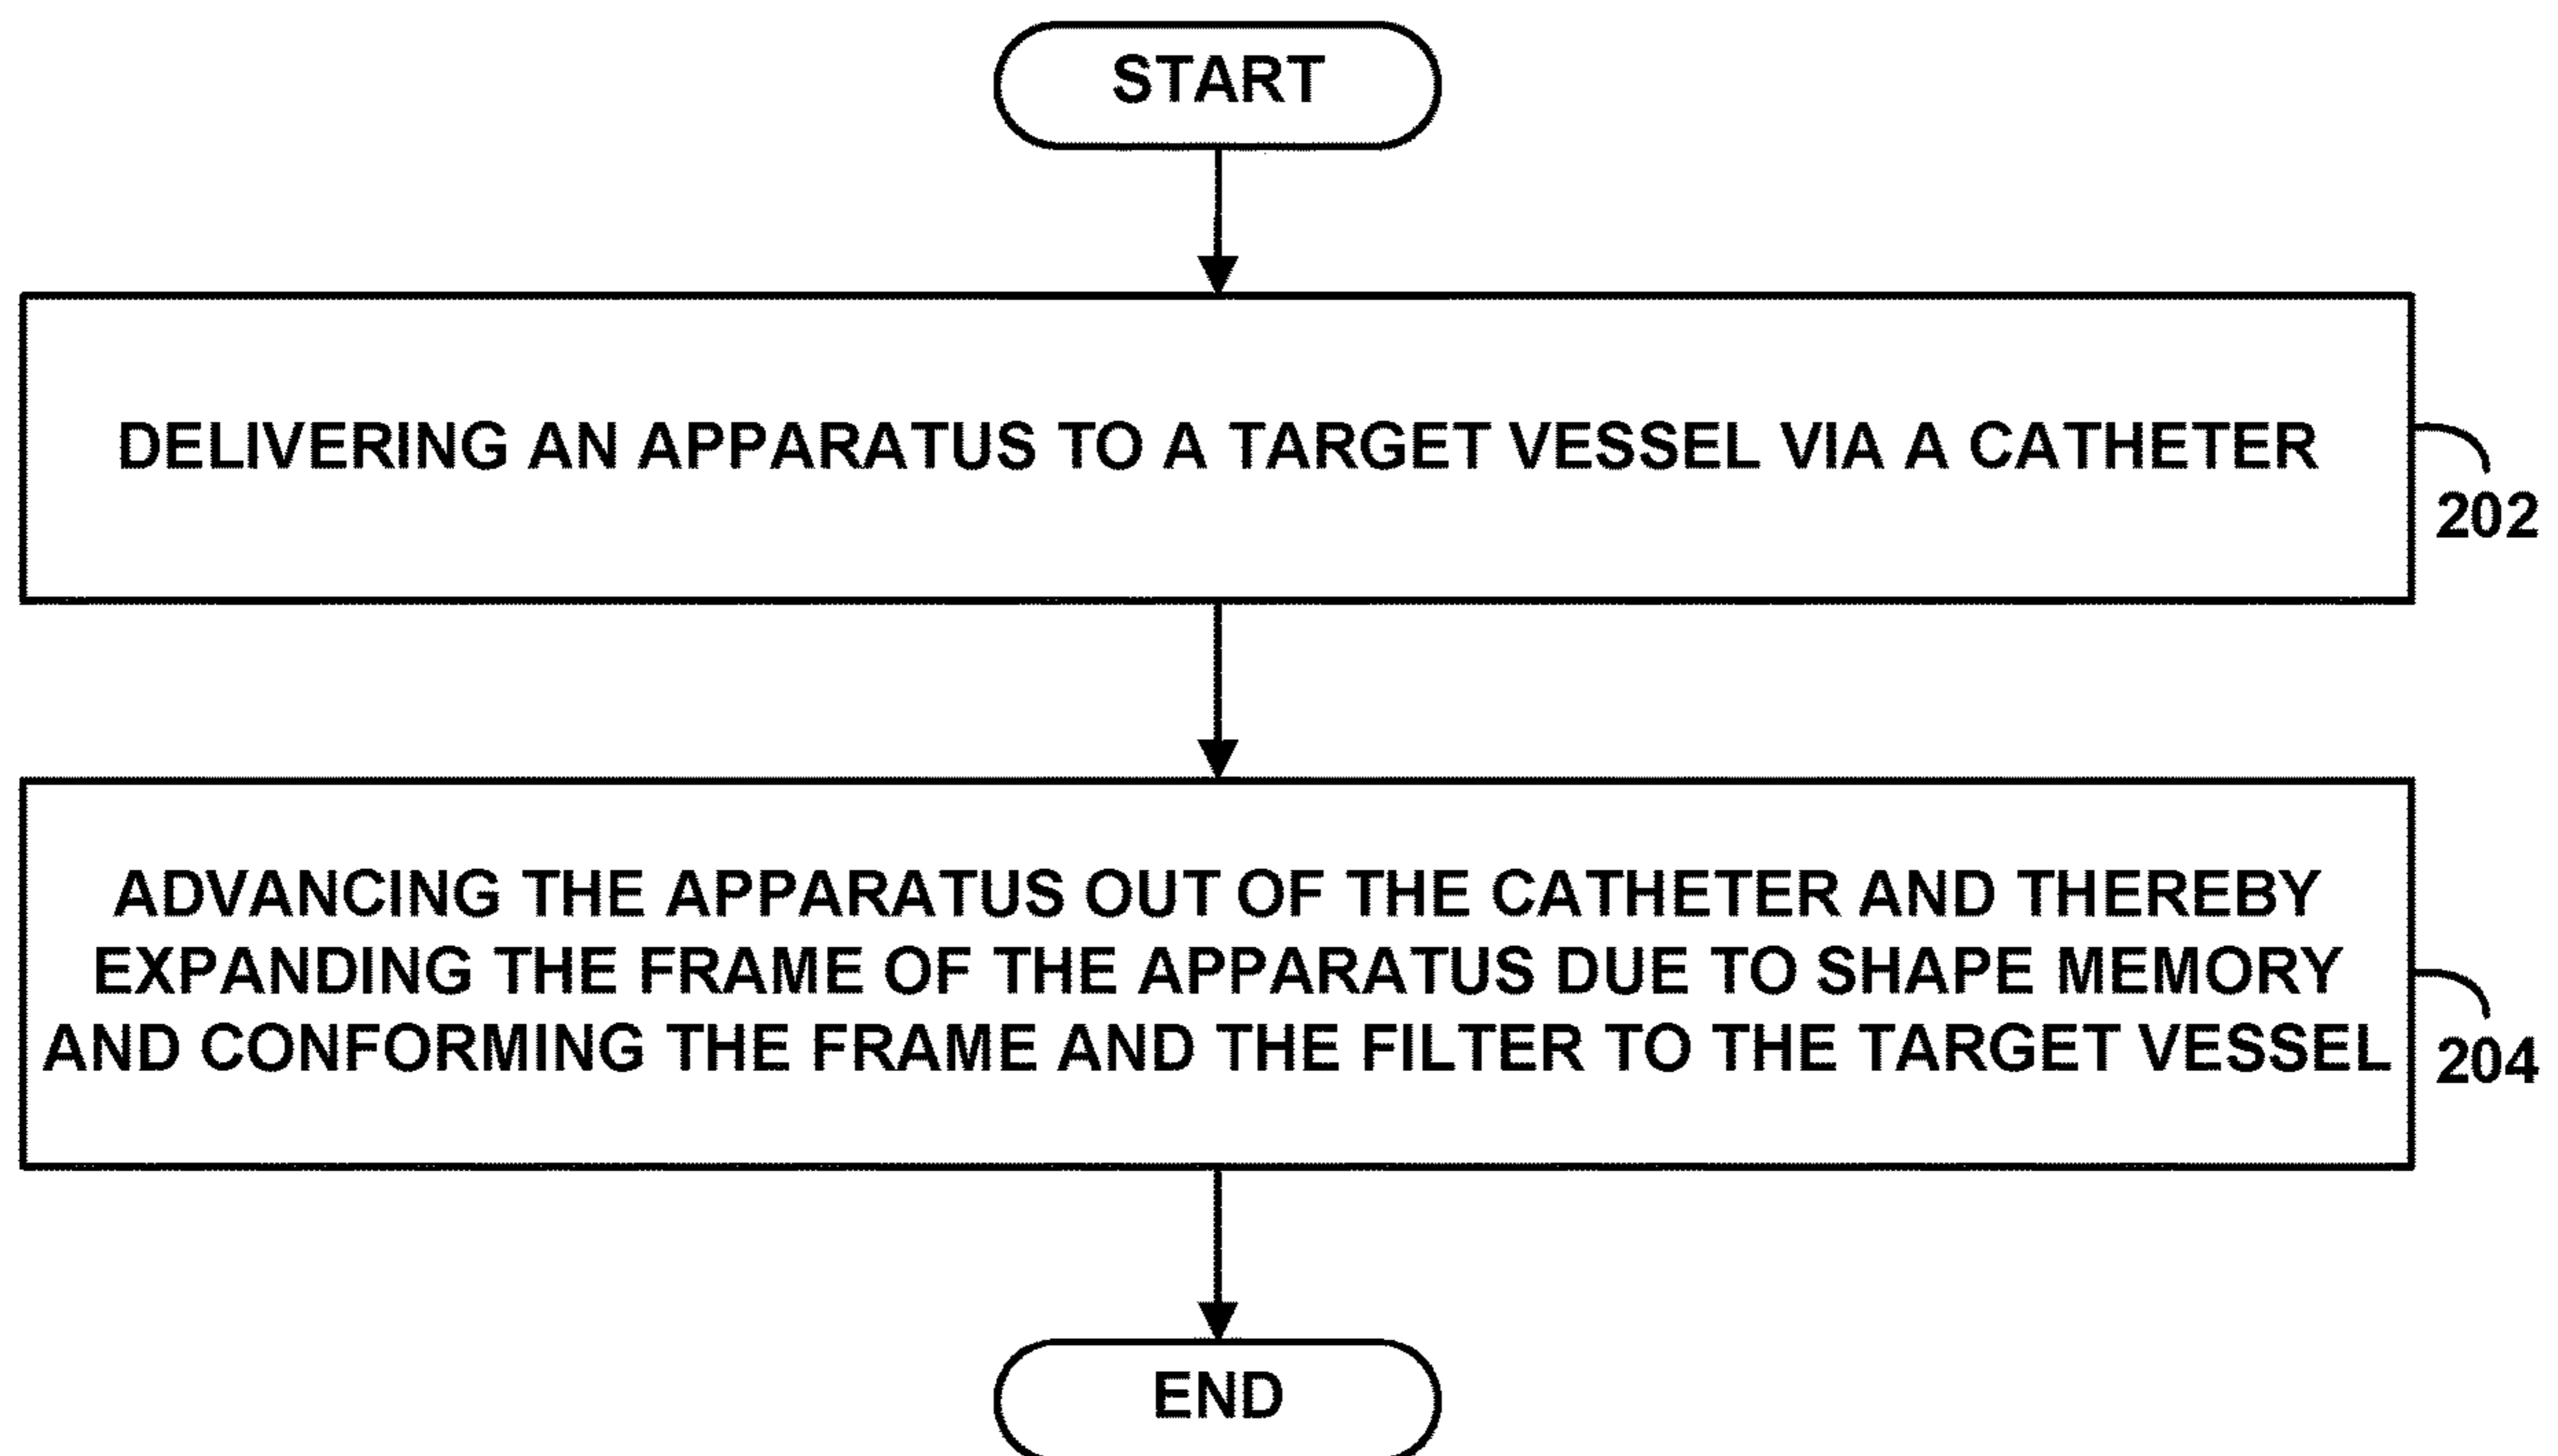 START
DELIVERING AN APPARATUS TO A TARGET VESSEL VIA A CATHETER
202
ADVANCING THE APPARATUS OUT OF THE CATHETER AND THEREBY
EXPANDING THE FRAME OF THE APPARATUS DUE TO SHAPE MEMORY
AND CONFORMING THE FRAME AND THE FILTER TO THE TARGET VESSEL
204
END